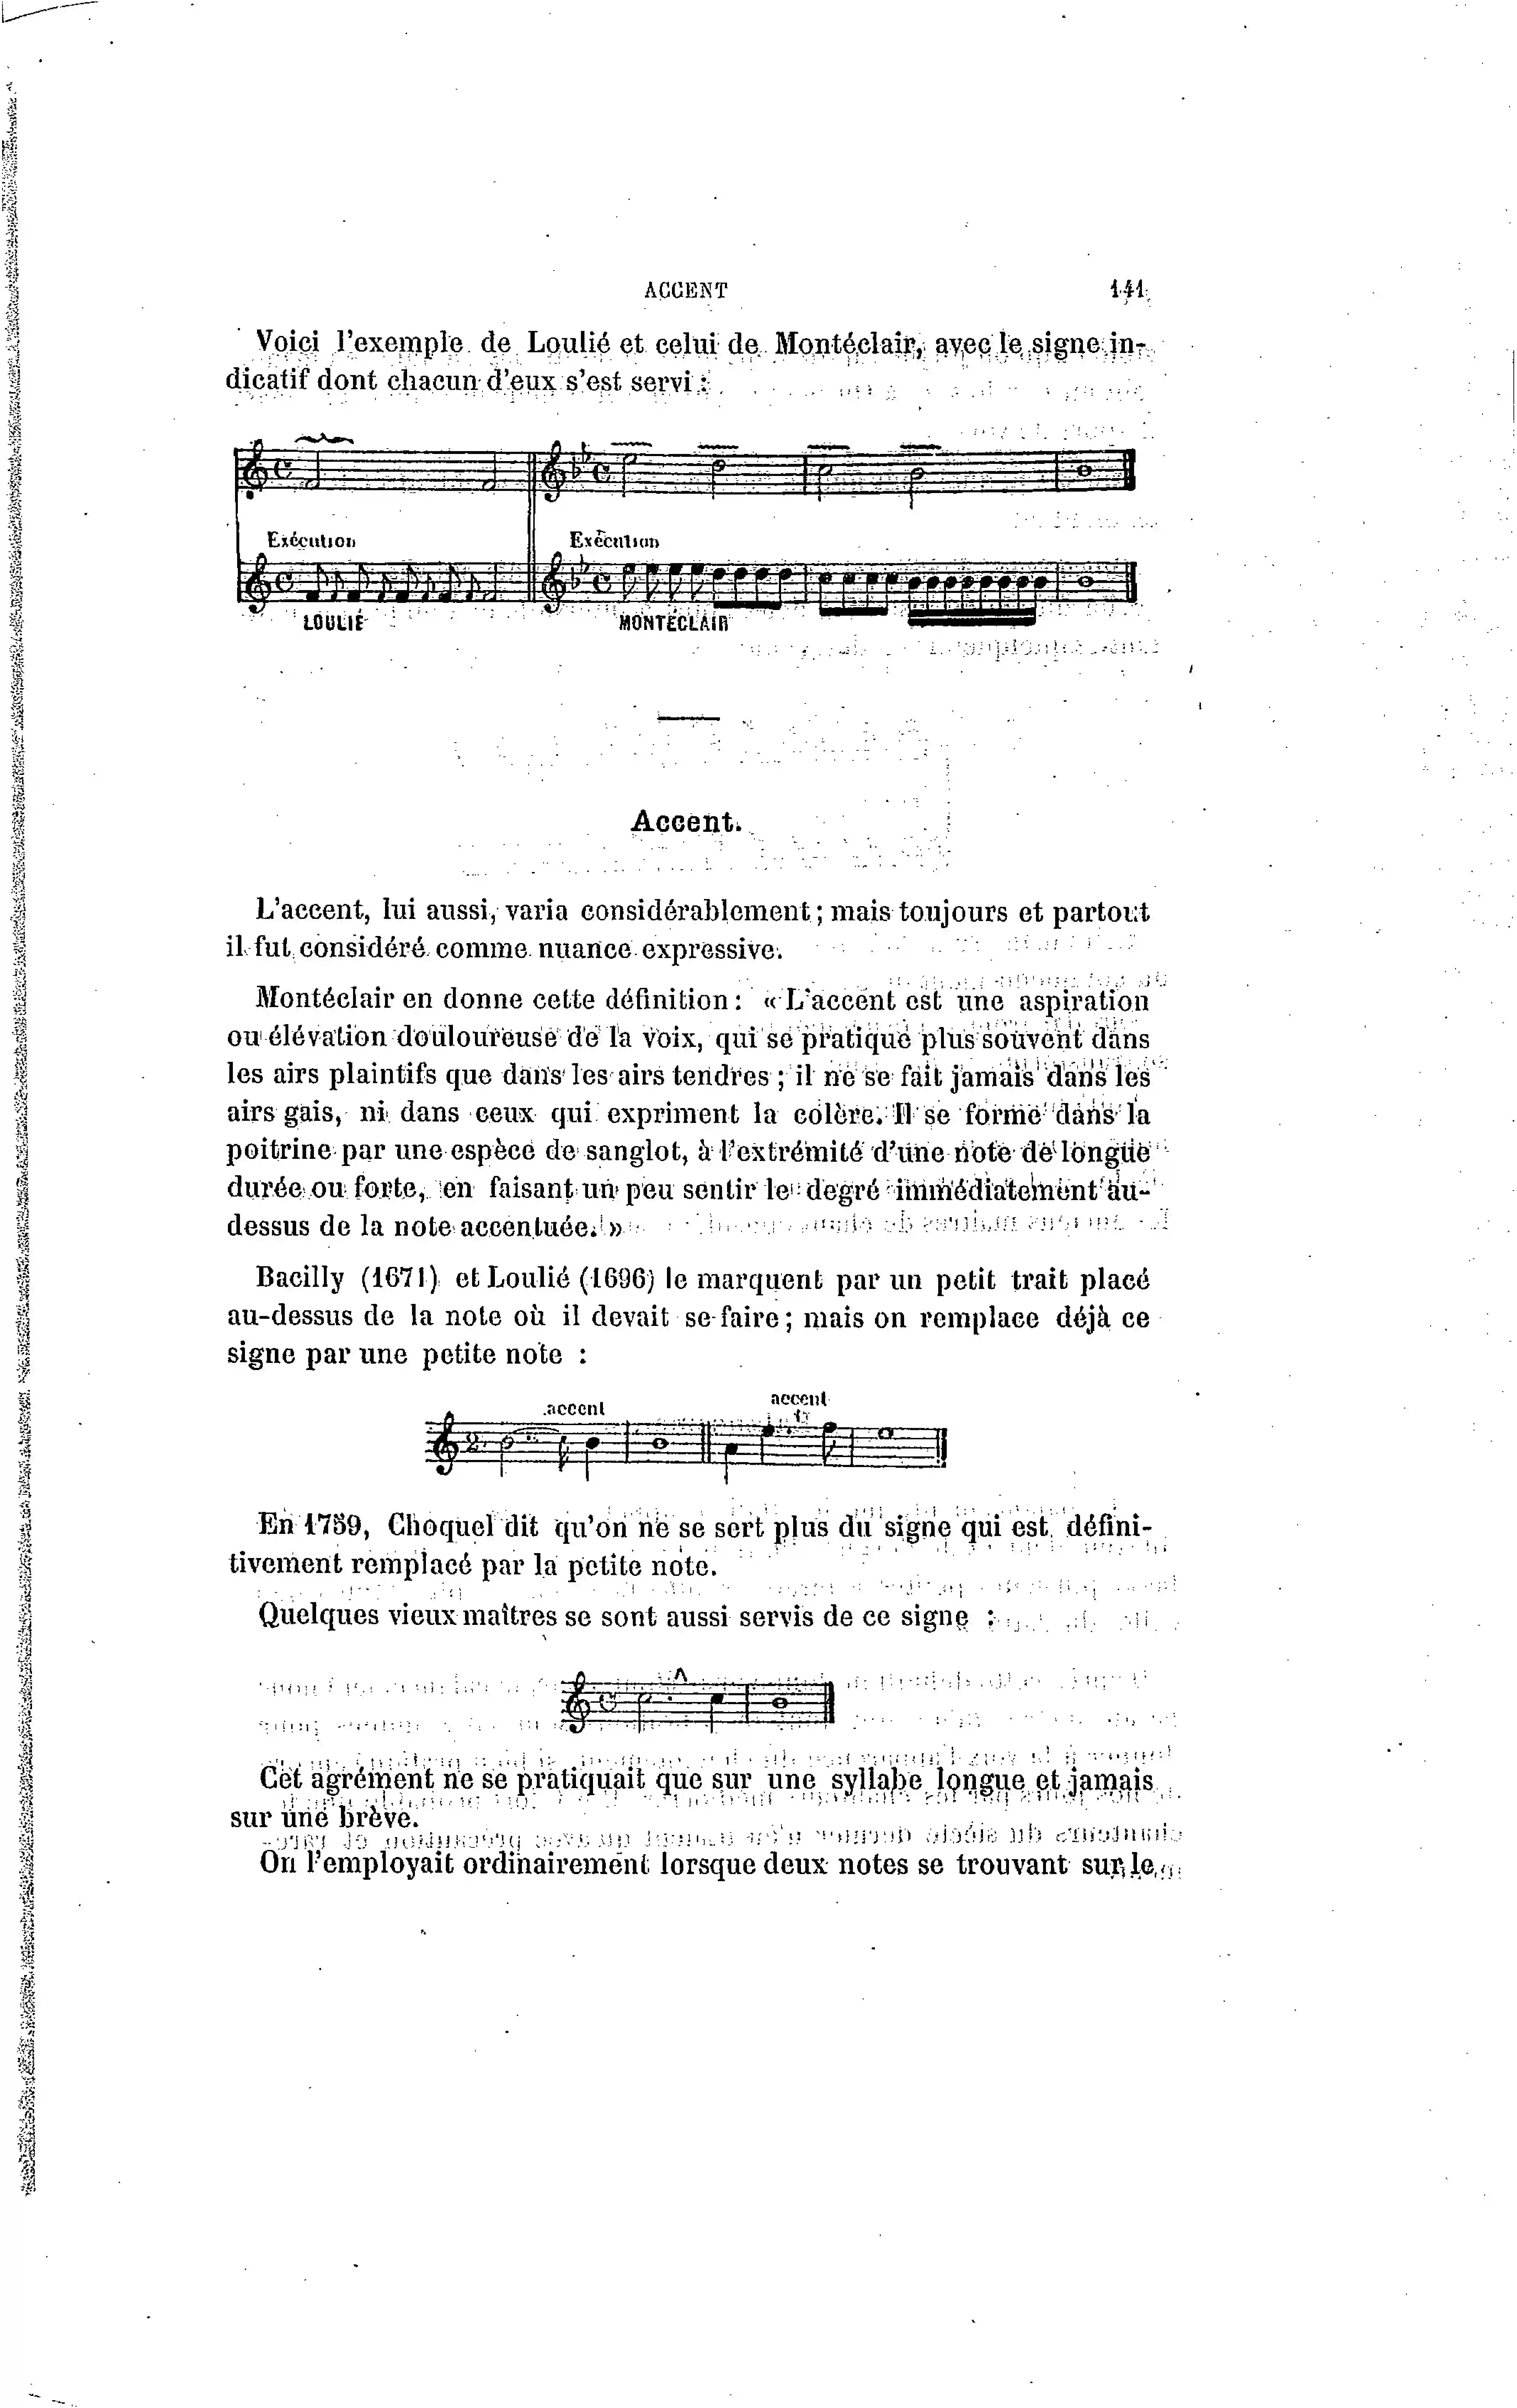 ACCENT 141
Voici l'exemple de Loulié et celui de Montéclair, avec le signe in-
dicatif dont chacun d'eux s'est servi :
Exécution Exécution
LOULIÉ MONTÉCLAIR
Accent.
L'accent, lui aussi, varia considérablement ; mais toujours et partout
il fut considéré comme nuance expressive.
Montéclair en donne cette définition : « L'accent est une aspiration
ou élévation douloureuse de la voix, qui se pratique plus souvent dans
les airs plaintifs que dans les airs tendres ; il ne se fait jamais dans les
airs gais, ni dans ceux qui expriment la colère. Il se forme dans la
poitrine par une espèce de sanglot, à l'extrémité d'une note de longue
durée ou forte, en faisant un peu sentir le degré immédiatement au-
dessus de la note accentuée. »
Bacilly (1671) et Loulié (1696) le marquent par un petit trait placé
au-dessus de la note où il devait se faire ; mais on remplace déjà ce
signe par une petite note :
accent accent
En 1759, Choquel dit qu'on ne se sert plus du signe qui est défini-
tivement remplacé par la petite note.
Quelques vieux maîtres se sont aussi servis de ce signe :
Cet agrément ne se pratiquait que sur une syllabe longue et jamais
sur une brève.
On l'employait ordinairement lorsque deux notes se trouvant sur le